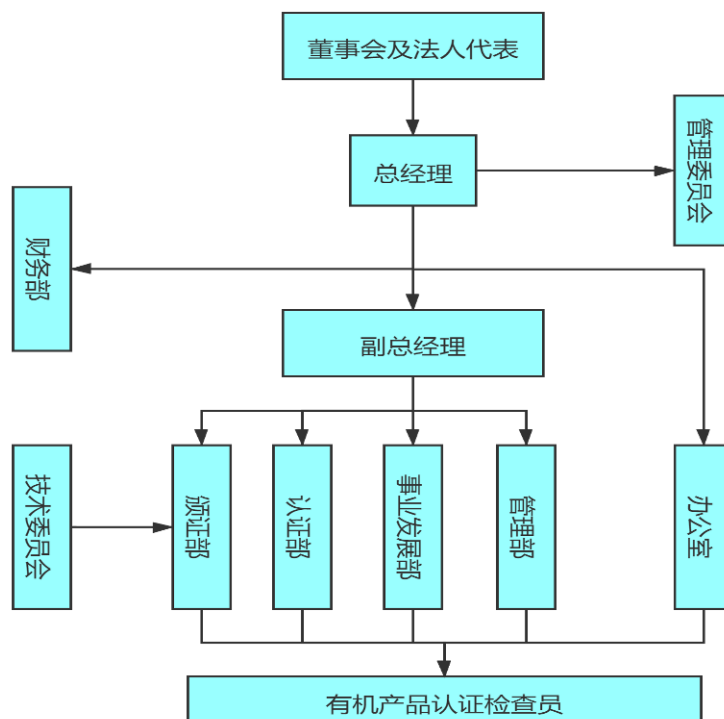 董事会及法人代表
管理委员会
总经理
财务部
副总经理
技术委员会
颁证部
认证部
事业发展部
管理部
办公室
有机产品认证检查员